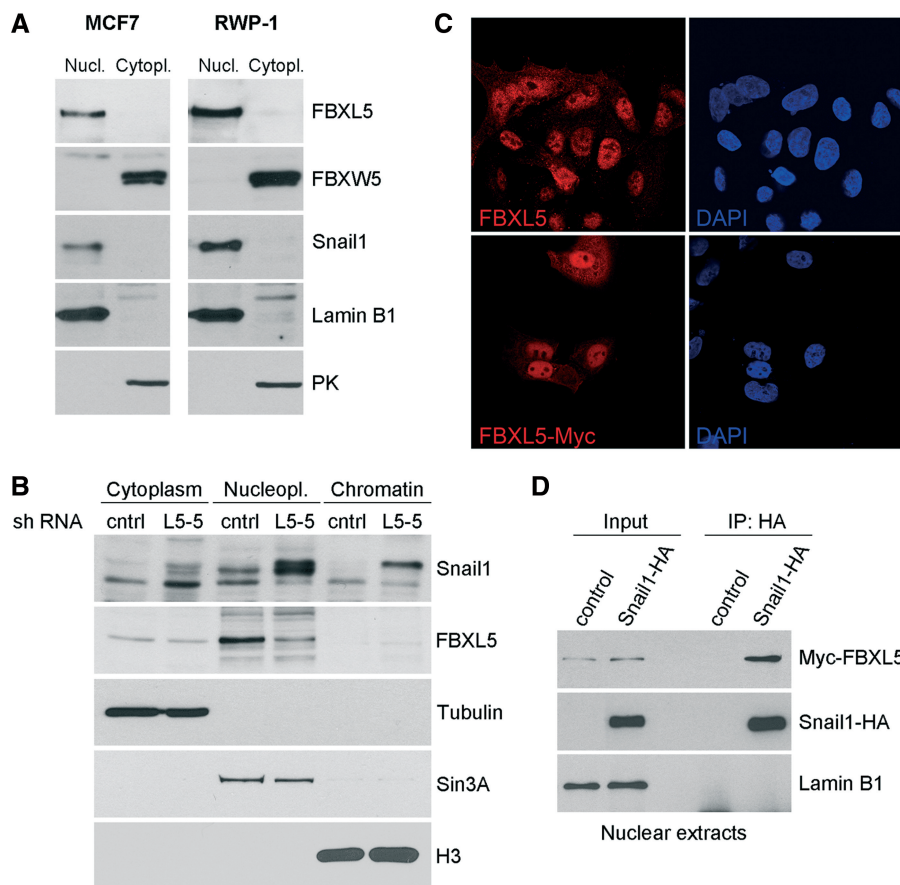 A
MCF7 RWP-1
Nucl. Cytopl. Nucl. Cytopl.
FBXL5
FBXW5
Snail1
Lamin B1
PK
B
Cytoplasm Nucleopl. Chromatin
sh RNA cntrl L5-5 cntrl L5-5 cntrl L5-5
Snail1
FBXL5
Tubulin
Sin3A
H3
C
FBXL5 DAPI
FBXL5-Myc DAPI
D
Input IP: HA
control Snail1-HA control Snail1-HA
Myc-FBXL5
Snail1-HA
Lamin B1
Nuclear extracts